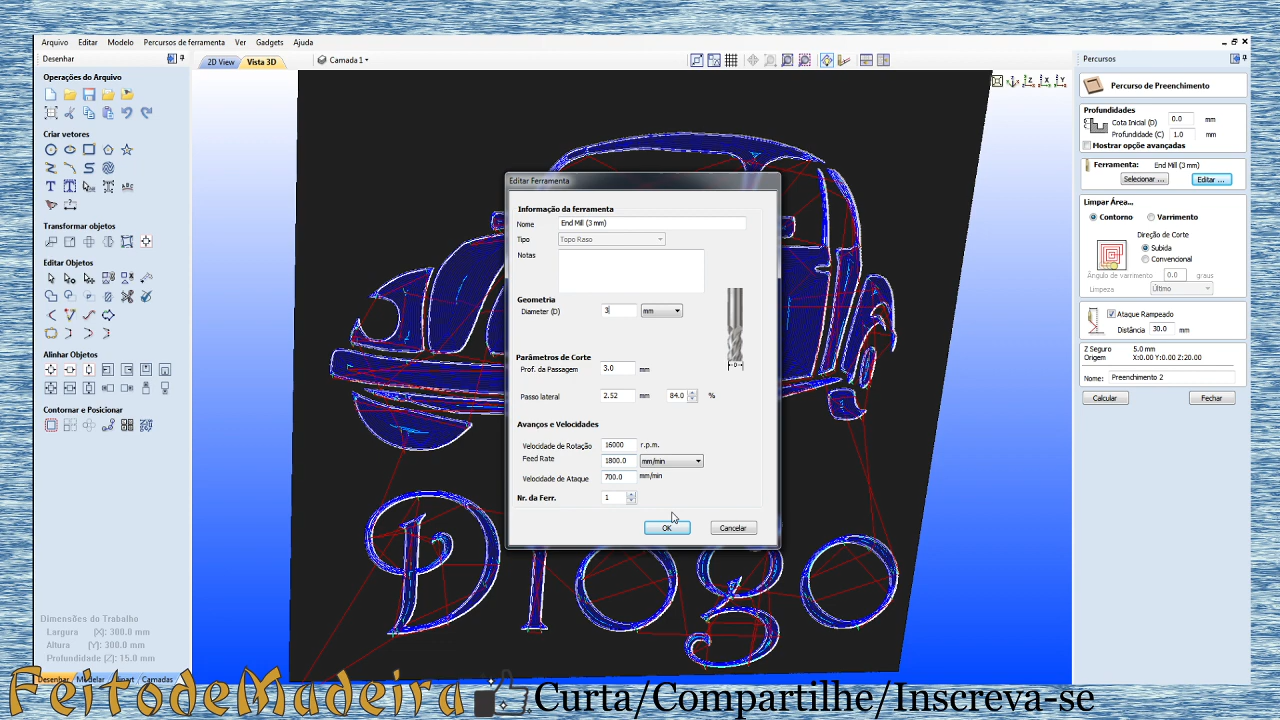 Arquivo Editar Modelo Percursos de ferramenta Ver Gadgets Ajuda
Desenhar
2D View Vista 3D Camada 1
Percursos
Operações do Arquivo
Criar vetores
Transformar objetos
Editar Objetos
Alinhar Objetos
Contornar e Posicionar
Dimensões do Trabalho
Largura (X): 300.0 mm
Altura (Y): 300.0 mm
Profundidade (Z): 15.0 mm
Desenhar Modelar Camadas
Editar Ferramenta
Informação da ferramenta
Nome End Mill (3 mm)
Tipo Topo Raso
Notas
Geometria
Diameter (D) 3 mm
Parâmetros de Corte
Prof. da Passagem 3.0 mm
Passo lateral 2.52 mm 84.0 %
Avanços e Velocidades
Velocidade de Rotação 16000 r.p.m.
Feed Rate 1800.0 mm/min
Velocidade de Ataque 700.0 mm/min
Nr. da Ferr. 1
OK Cancelar
Diogo
Percurso de Preenchimento
Profundidades
Cota Inicial (D) 0.0 mm
Profundidade (C) 1.0 mm
Mostrar opçõe avançadas
Ferramenta: End Mill (3 mm)
Selecionar ... Editar ...
Limpar Área...
Contorno Varrimento
Direção de Corte
Subida
Convencional
Ângulo de varrimento 0.0 graus
Limpeza Último
Ataque Rampeado
Distância 30.0 mm
Z Seguro 5.0 mm
Origem X:0.00 Y:0.00 Z:20.00
Nome: Preenchimento 2
Calcular Fechar
FeitodeMadeira Curta/Compartilhe/Inscreva-se